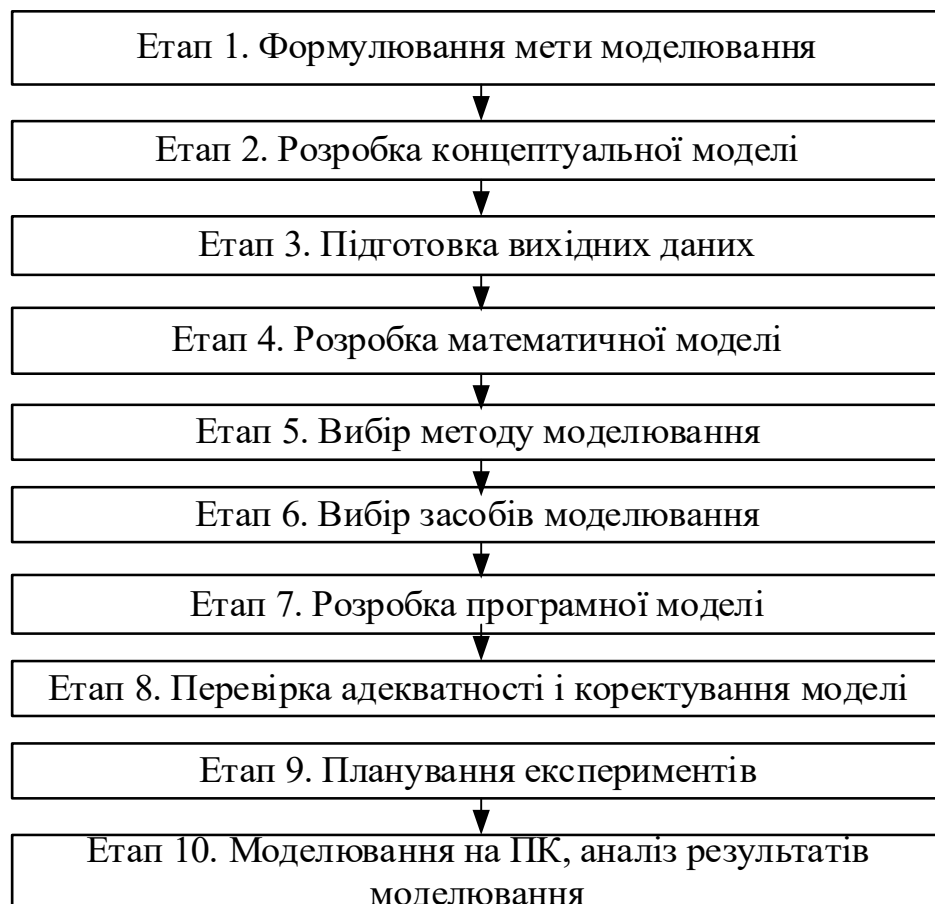 Етап 1. Формулювання мети моделювання
Етап 2. Розробка концептуальної моделі
Етап 3. Підготовка вихідних даних
Етап 4. Розробка математичної моделі
Етап 5. Вибір методу моделювання
Етап 6. Вибір засобів моделювання
Етап 7. Розробка програмної моделі
Етап 8. Перевірка адекватності і коректування моделі
Етап 9. Планування експериментів
Етап 10. Моделювання на ПК, аналіз результатів
моделювання